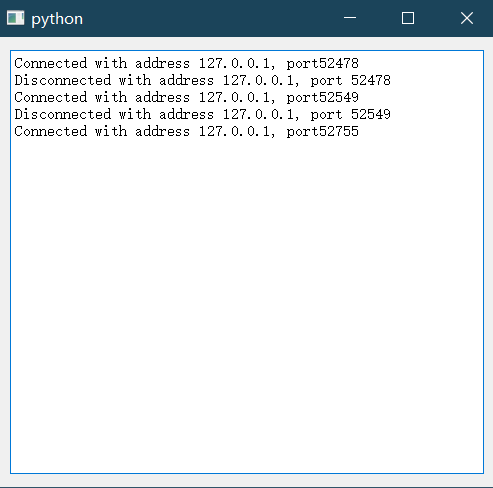 python
Connected with address 127.0.0.1, port52478
Disconnected with address 127.0.0.1, port 52478
Connected with address 127.0.0.1, port52549
Disconnected with address 127.0.0.1, port 52549
Connected with address 127.0.0.1, port52755